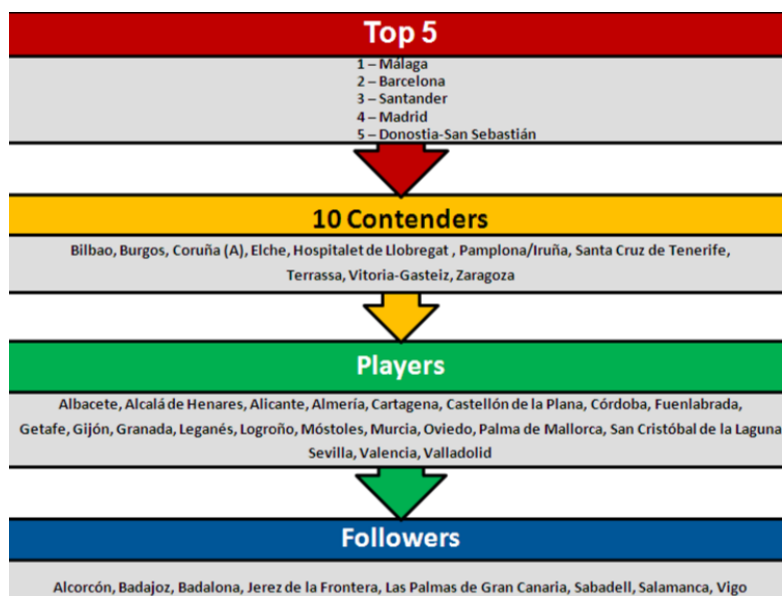 Top 5
1 – Málaga
2 – Barcelona
3 – Santander
4 – Madrid
5 – Donostia-San Sebastián
10 Contenders
Bilbao, Burgos, Coruña (A), Elche, Hospitalet de Llobregat , Pamplona/Iruña, Santa Cruz de Tenerife,
Terrassa, Vitoria-Gasteiz, Zaragoza
Players
Albacete, Alcalá de Henares, Alicante, Almería, Cartagena, Castellón de la Plana, Córdoba, Fuenlabrada,
Getafe, Gijón, Granada, Leganés, Logroño, Móstoles, Murcia, Oviedo, Palma de Mallorca, San Cristóbal de la Laguna
Sevilla, Valencia, Valladolid
Followers
Alcorcón, Badajoz, Badalona, Jerez de la Frontera, Las Palmas de Gran Canaria, Sabadell, Salamanca, Vigo